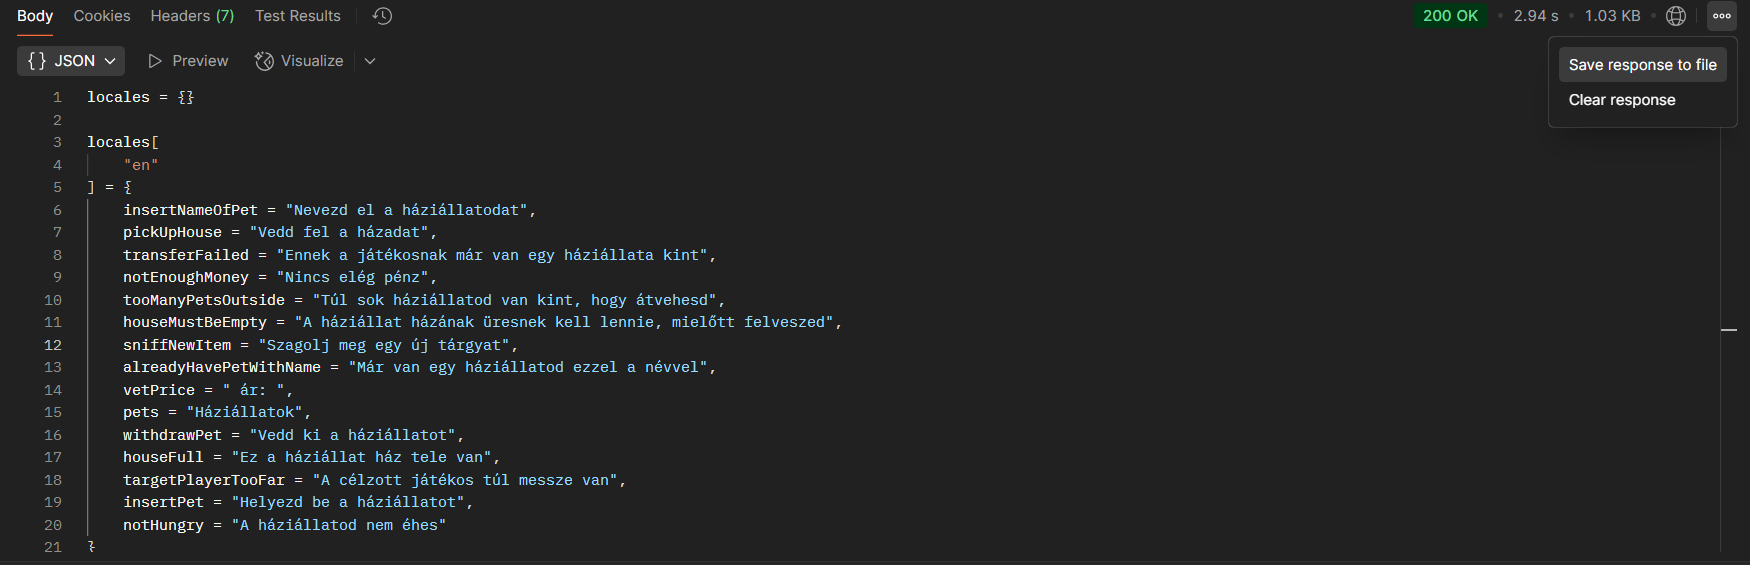 Body Cookies Headers (7) Test Results
200 OK • 2.94 s • 1.03 KB
{} JSON Preview Visualize
Save response to file
Clear response
1 locales = {}
2
3 locales[
4 "en"
5 ] = {
6 insertNameOfPet = "Nevezd el a háziállatodat",
7 pickUpHouse = "Vedd fel a házadat",
8 transferFailed = "Ennek a játékosnak már van egy háziállata kint",
9 notEnoughMoney = "Nincs elég pénz",
10 tooManyPetsOutside = "Túl sok háziállatod van kint, hogy átvehesd",
11 houseMustBeEmpty = "A háziállat házának üresnek kell lennie, mielőtt felveszed",
12 sniffNewItem = "Szagolj meg egy új tárgyat",
13 alreadyHavePetWithName = "Már van egy háziállatod ezzel a névvel",
14 vetPrice = " ár: ",
15 pets = "Háziállatok",
16 withdrawPet = "Vedd ki a háziállatot",
17 houseFull = "Ez a háziállat ház tele van",
18 targetPlayerTooFar = "A célzott játékos túl messze van",
19 insertPet = "Helyezd be a háziállatot",
20 notHungry = "A háziállatod nem éhes"
21 }